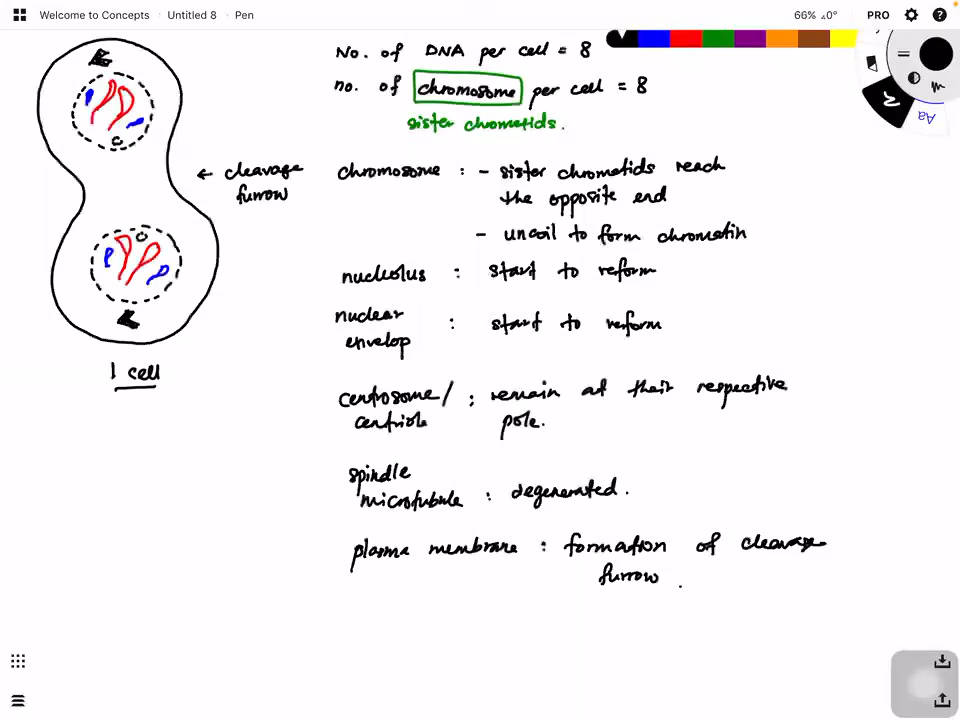 Welcome to Concepts › Untitled 8 › Pen
66% ⊿0°
PRO
No. of DNA per cell = 8
no. of chromosome per cell = 8
sister chromatids.
← cleavage
furrow
chromosome : - sister chromatids reach
the opposite end
- uncoil to form chromatin
nucleolus : start to reform
nuclear
envelop : start to reform
1 cell
centrosome/ : remain at their respective
centriole pole.
spindle
microtubule : degenerated.
plasma membrane : formation of cleavage
furrow
Aa